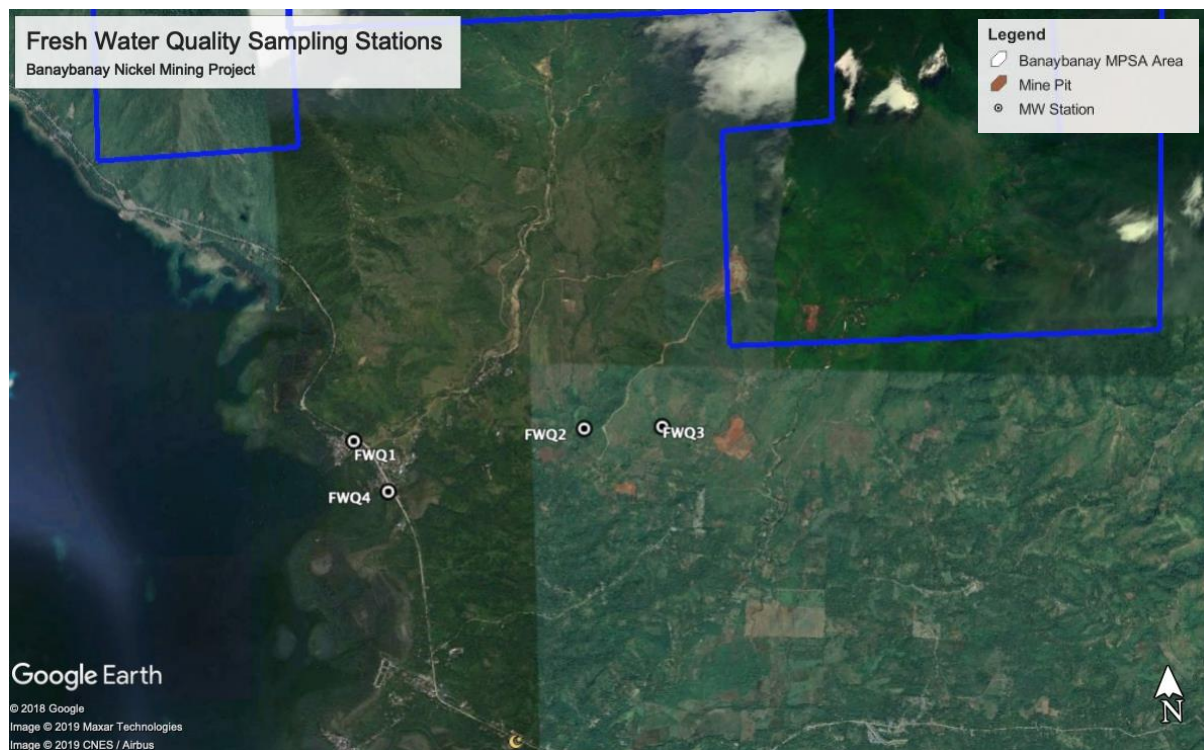 Fresh Water Quality Sampling Stations
Banaybanay Nickel Mining Project
Legend
Banaybanay MPSA Area
Mine Pit
MW Station
FWQ1
FWQ2
FWQ3
FWQ4
Google Earth
© 2018 Google
Image © 2019 Maxar Technologies
Image © 2019 CNES / Airbus
N